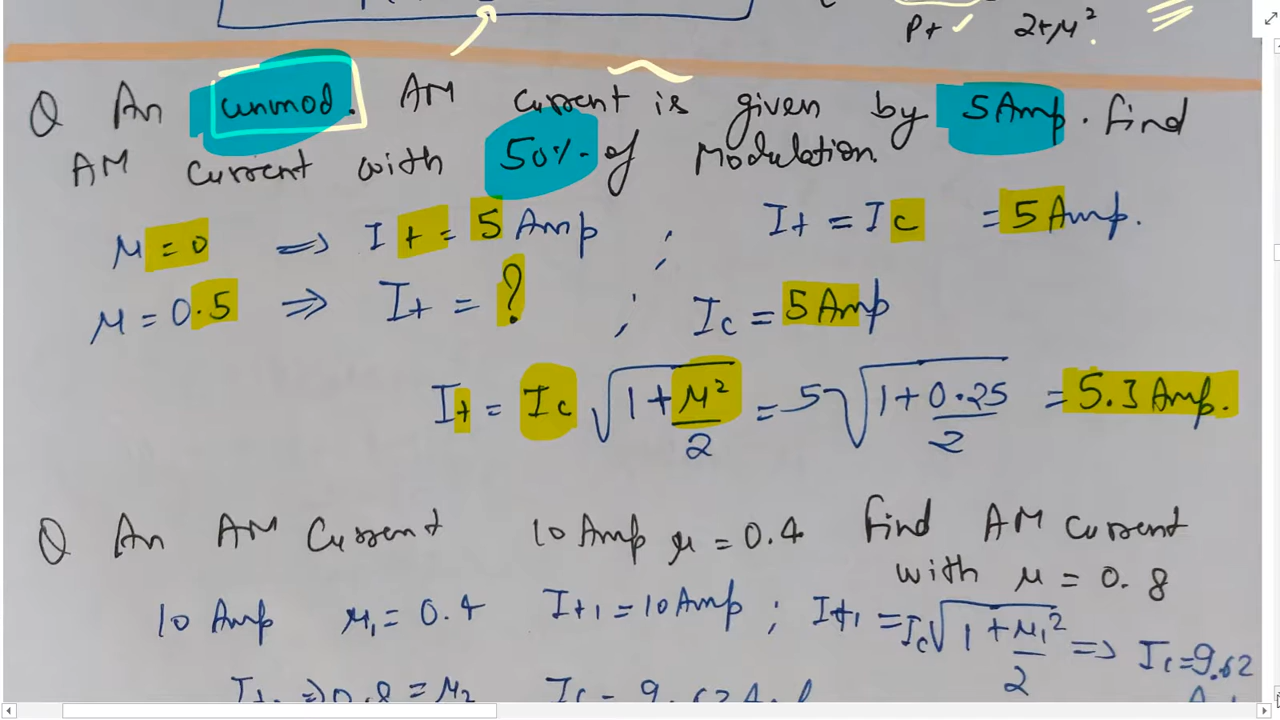 Pt 2+μ²
Q An unmod. AM current is given by 5Amp. find
AM current with 50% of Modulation.
μ = 0 ⇒ It = 5 Amp ; It = Ic = 5 Amp.
μ = 0.5 ⇒ It = ? ; Ic = 5 Amp
It = Ic √(1 + μ²/2) = 5 √(1 + 0.25/2) = 5.3 Amp.
Q An AM Current 10 Amp μ = 0.4 find AM current
with μ = 0.8
10 Amp μ₁ = 0.4 It₁ = 10 Amp ; It₁ = Ic √(1 + μ₁²/2) ⇒ Ic = 9.62
0.8 = μ₂